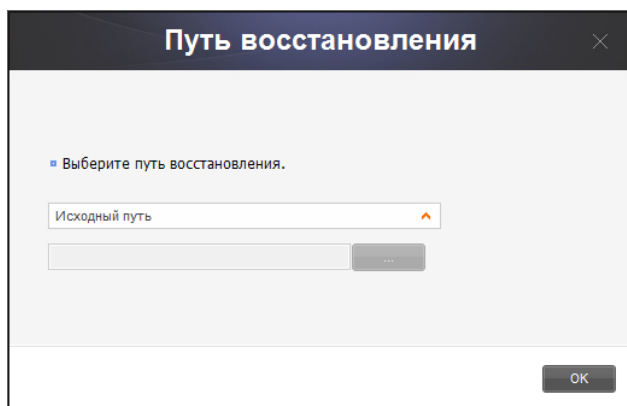 Путь восстановления
Выберите путь восстановления.
Исходный путь
...
OK